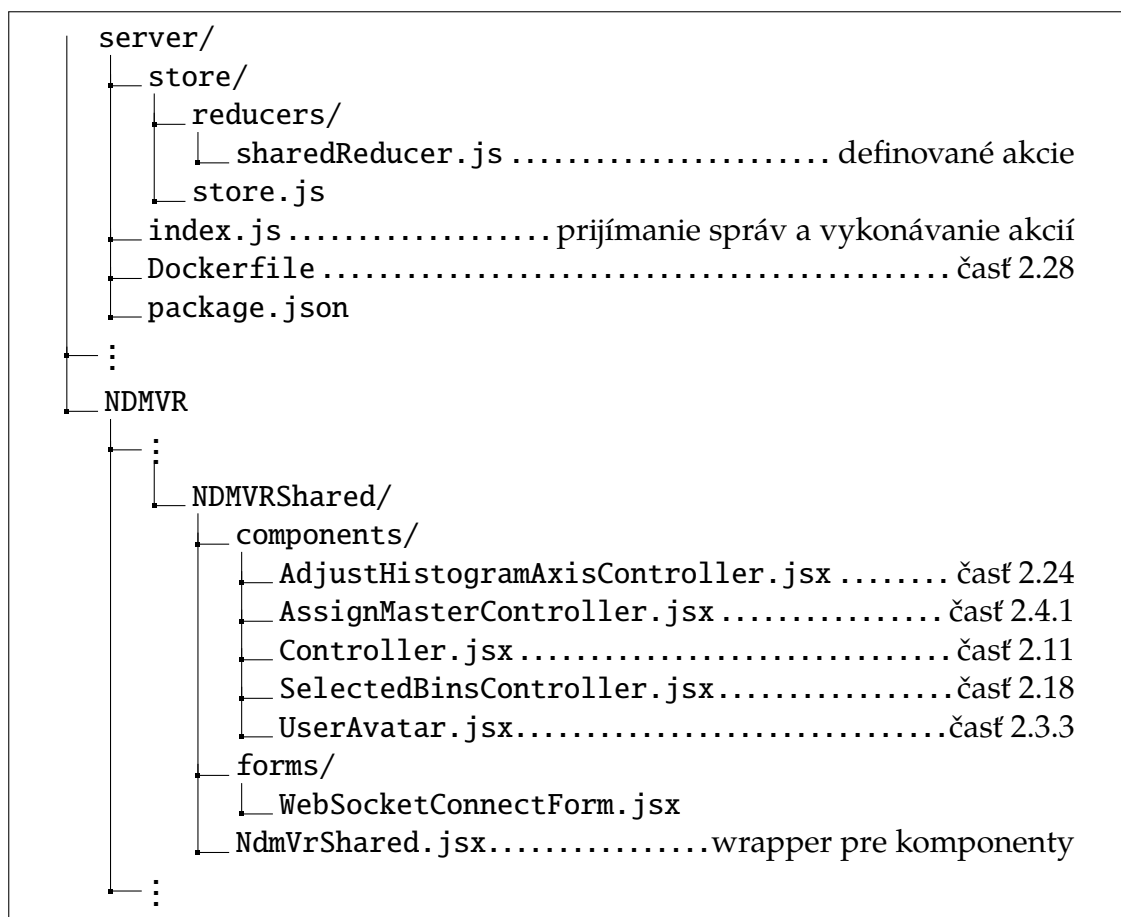 server/
store/
reducers/
sharedReducer.js ....................... definované akcie
store.js
index.js ................... prijímanie správ a vykonávanie akcií
Dockerfile ............................................. časť 2.28
package.json
⋮
NDMVR
⋮
NDMVRShared/
components/
AdjustHistogramAxisController.jsx ........ časť 2.24
AssignMasterController.jsx ................ časť 2.4.1
Controller.jsx ............................... časť 2.11
SelectedBinsController.jsx ................. časť 2.18
UserAvatar.jsx ............................... časť 2.3.3
forms/
WebSocketConnectForm.jsx
NdmVrShared.jsx ................ wrapper pre komponenty
⋮